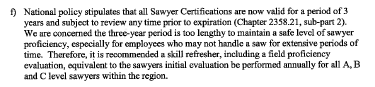 f) National policy stipulates that all Sawyer Certifications are now valid for a period of 3
years and subject to review any time prior to expiration (Chapter 2358.21, sub-part 2).
We are concerned the three-year period is too lengthy to maintain a safe level of sawyer
proficiency, especially for employees who may not handle a saw for extensive periods of
time. Therefore, it is recommended a skill refresher, including a field proficiency
evaluation, equivalent to the sawyers initial evaluation be performed annually for all A, B
and C level sawyers within the region.